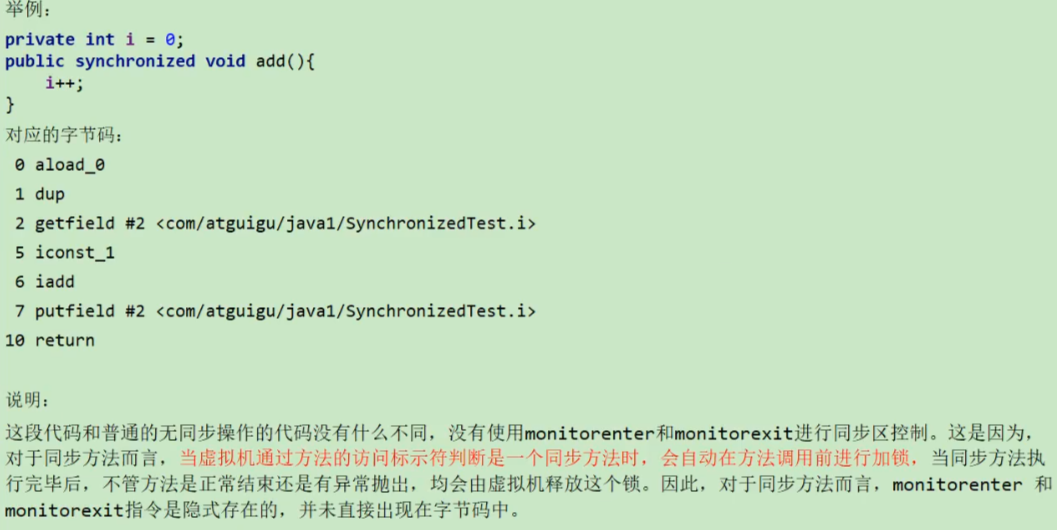 举例：
private int i = 0;
public synchronized void add(){
    i++;
}
对应的字节码：
 0 aload_0
 1 dup
 2 getfield #2 <com/atguigu/java1/SynchronizedTest.i>
 5 iconst_1
 6 iadd
 7 putfield #2 <com/atguigu/java1/SynchronizedTest.i>
10 return
说明：
这段代码和普通的无同步操作的代码没有什么不同，没有使用monitorenter和monitorexit进行同步区控制。这是因为，
对于同步方法而言，当虚拟机通过方法的访问标示符判断是一个同步方法时，会自动在方法调用前进行加锁，当同步方法执
行完毕后，不管方法是正常结束还是有异常抛出，均会由虚拟机释放这个锁。因此，对于同步方法而言，monitorenter 和
monitorexit指令是隐式存在的，并未直接出现在字节码中。